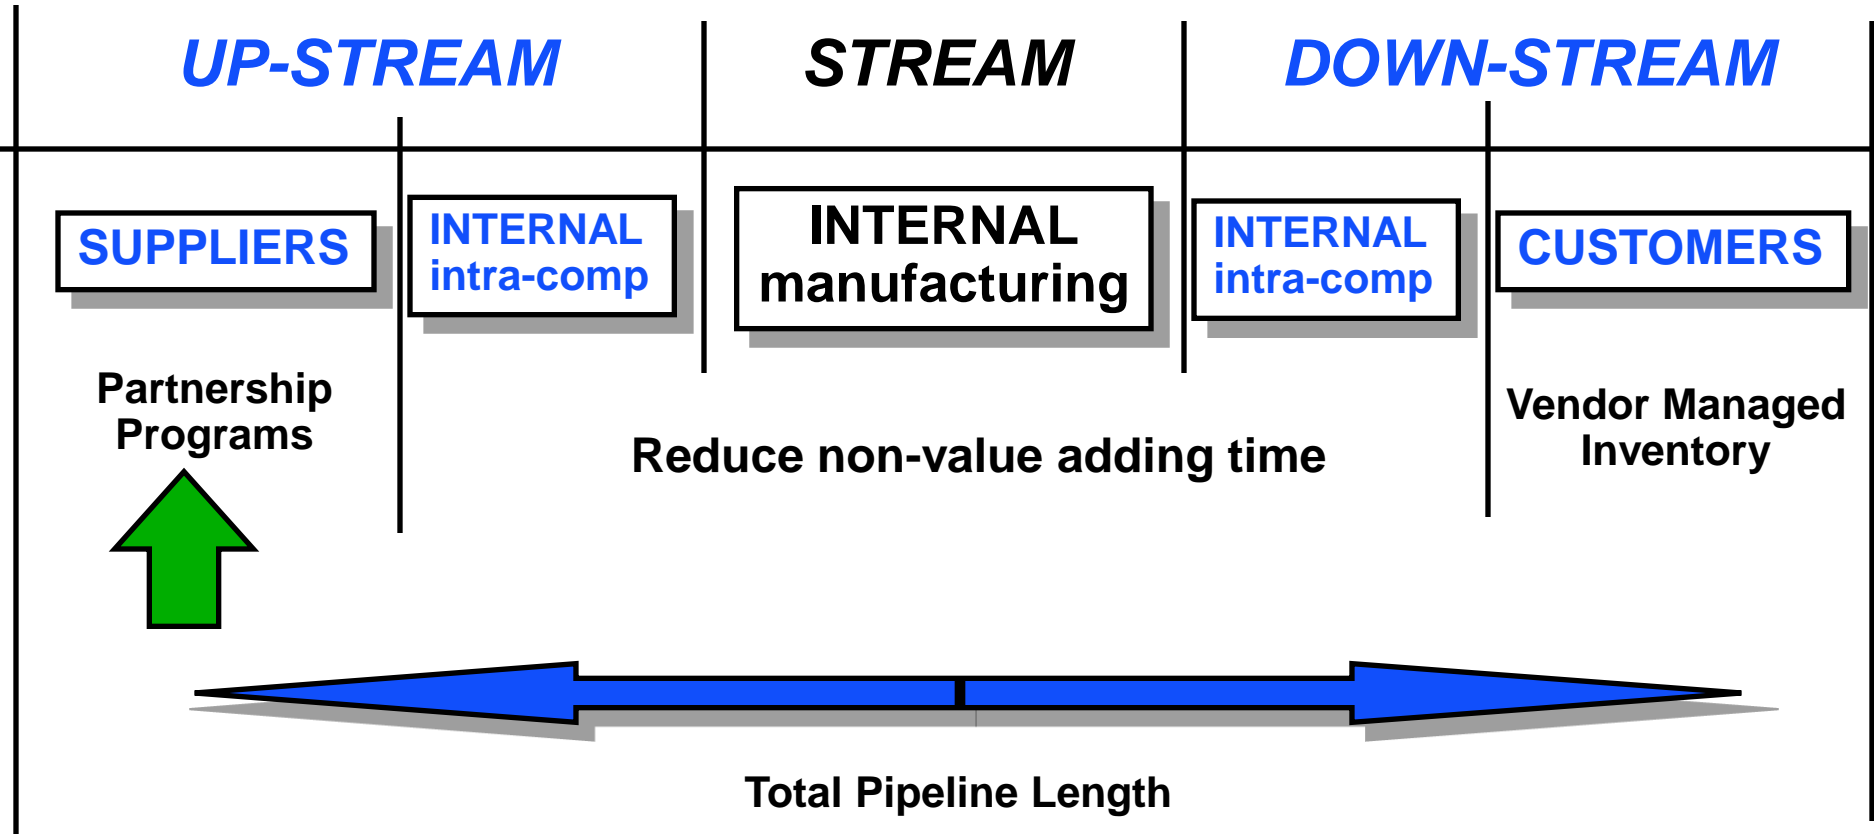 UP-STREAM
STREAM
DOWN-STREAM
SUPPLIERS
INTERNAL
intra-comp
INTERNAL
manufacturing
INTERNAL
intra-comp
CUSTOMERS
Partnership
Programs
Reduce non-value adding time
Vendor Managed
Inventory
Total Pipeline Length